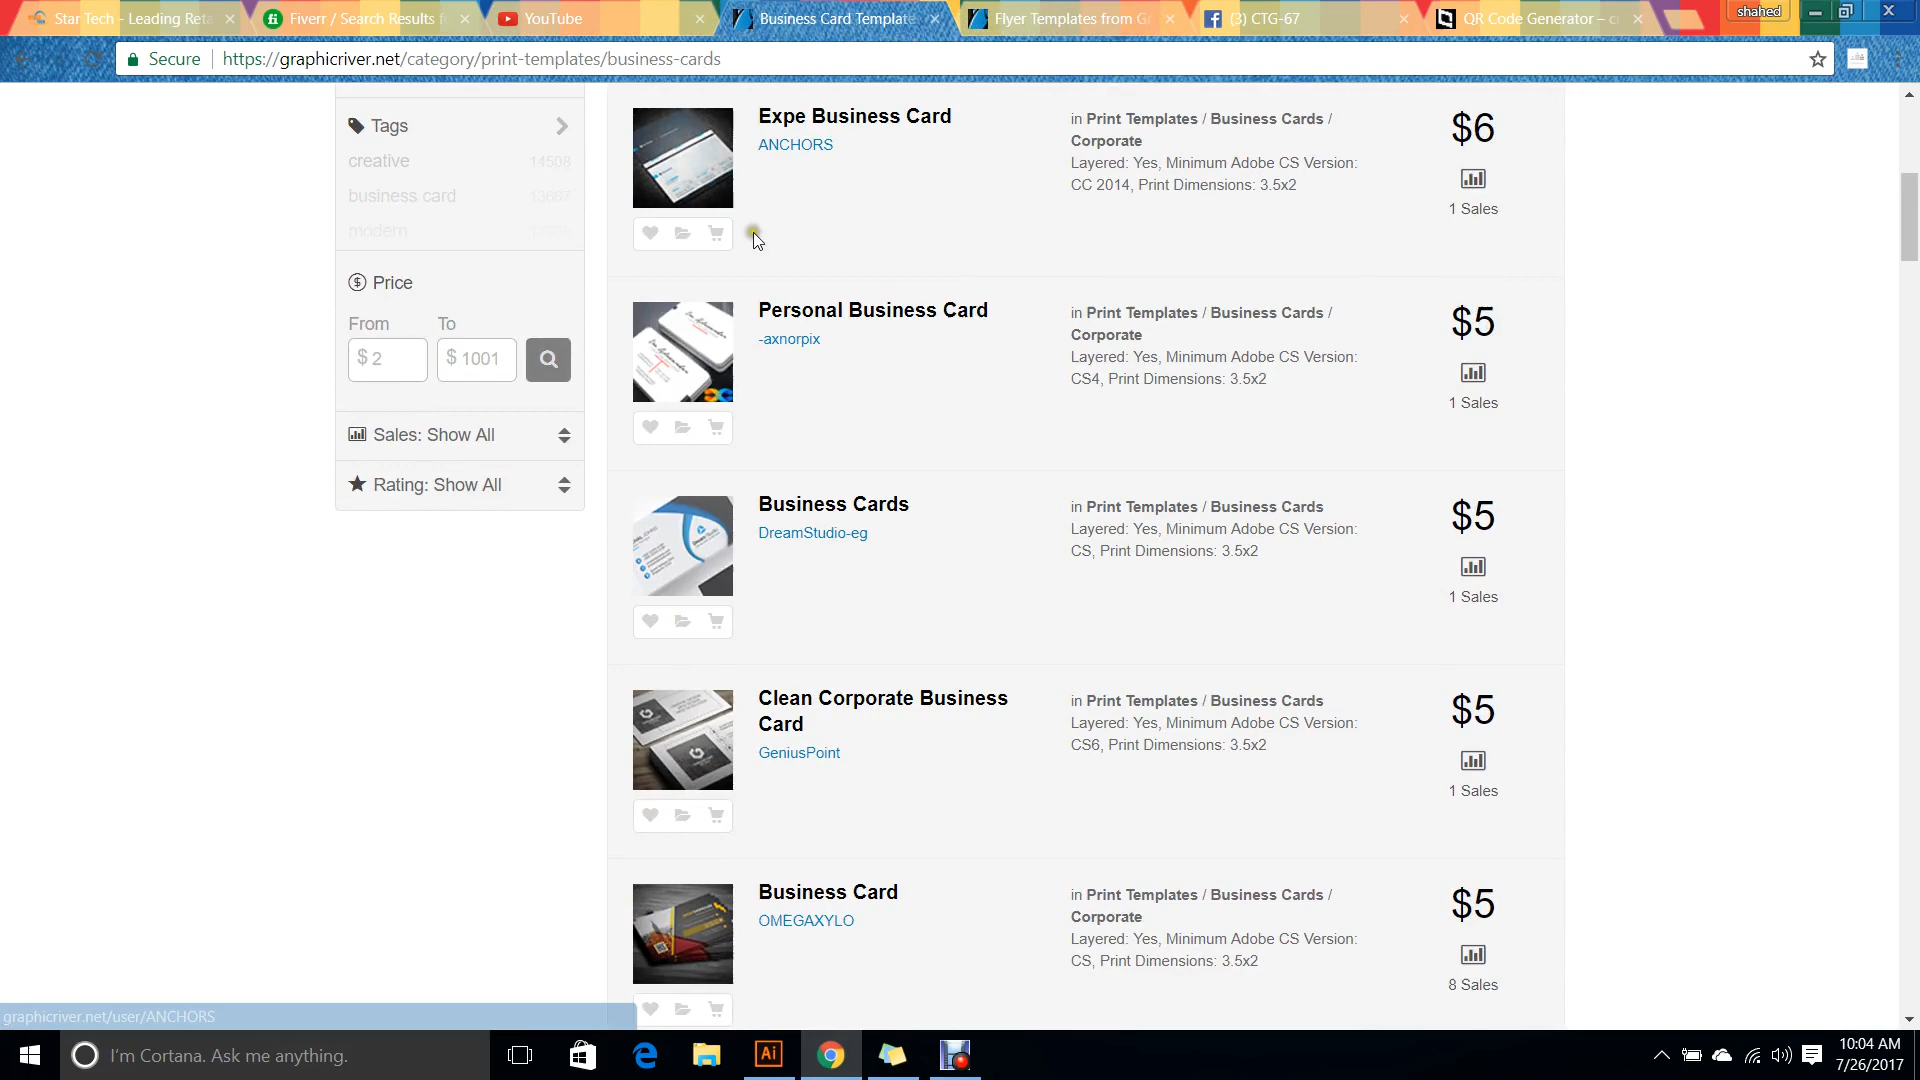 Star Tech - Leading Reta
Fiverr / Search Results f
YouTube
Business Card Template
Flyer Templates from Gr
(3) CTG-67
QR Code Generator – c
shahed
Secure
https://graphicriver.net/category/print-templates/business-cards
Tags
creative 14508
business card 13667
modern
Price
From To
$ 2 $ 1001
Sales: Show All
Rating: Show All
Expe Business Card
ANCHORS
in Print Templates / Business Cards /
Corporate
Layered: Yes, Minimum Adobe CS Version:
CC 2014, Print Dimensions: 3.5x2
$6
1 Sales
Personal Business Card
-axnorpix
in Print Templates / Business Cards /
Corporate
Layered: Yes, Minimum Adobe CS Version:
CS4, Print Dimensions: 3.5x2
$5
1 Sales
Business Cards
DreamStudio-eg
in Print Templates / Business Cards
Layered: Yes, Minimum Adobe CS Version:
CS, Print Dimensions: 3.5x2
$5
1 Sales
Clean Corporate Business
Card
GeniusPoint
in Print Templates / Business Cards
Layered: Yes, Minimum Adobe CS Version:
CS6, Print Dimensions: 3.5x2
$5
1 Sales
Business Card
OMEGAXYLO
in Print Templates / Business Cards /
Corporate
Layered: Yes, Minimum Adobe CS Version:
CS, Print Dimensions: 3.5x2
$5
8 Sales
graphicriver.net/user/ANCHORS
I'm Cortana. Ask me anything.
Ai
10:04 AM
7/26/2017